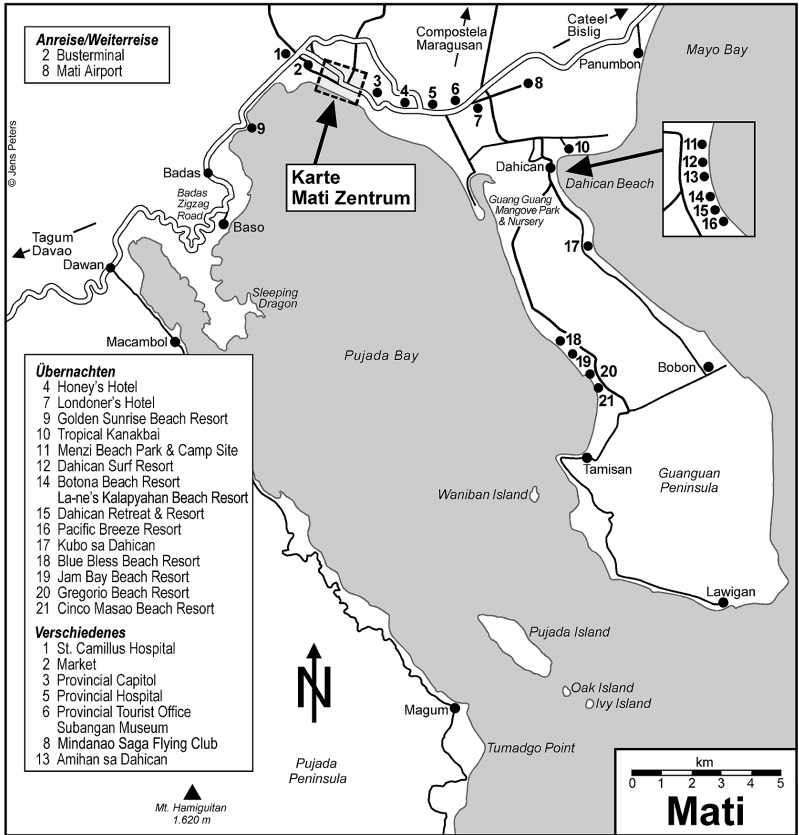 Anreise/Weiterreise
2 Busterminal
8 Mati Airport
© Jens Peters
Compostela
Maragusan
Cateel
Bislig
Mayo Bay
Panumbon
1
2
3
4
5
6
7
8
9
10
Karte
Mati Zentrum
Dahican
Dahican Beach
11
12
13
14
15
16
Badas
Badas
Zigzag
Road
Baso
Guang Guang
Mangove Park
& Nursery
Tagum
Davao
Dawan
17
Sleeping
Dragon
Macambol
Pujada Bay
18
19
20
21
Bobon
Übernachten
4 Honey's Hotel
7 Londoner's Hotel
9 Golden Sunrise Beach Resort
10 Tropical Kanakbai
11 Menzi Beach Park & Camp Site
12 Dahican Surf Resort
14 Botona Beach Resort
La-ne's Kalapyahan Beach Resort
15 Dahican Retreat & Resort
16 Pacific Breeze Resort
17 Kubo sa Dahican
18 Blue Bless Beach Resort
19 Jam Bay Beach Resort
20 Gregorio Beach Resort
21 Cinco Masao Beach Resort
Verschiedenes
1 St. Camillus Hospital
2 Market
3 Provincial Capitol
5 Provincial Hospital
6 Provincial Tourist Office
Subangan Museum
8 Mindanao Saga Flying Club
13 Amihan sa Dahican
Tamisan
Guanguan
Peninsula
Waniban Island
Lawigan
Pujada Island
Oak Island
Ivy Island
N
Magum
Tumadgo Point
Pujada
Peninsula
Mt. Hamiguitan
1.620 m
km
0 1 2 3 4 5
Mati